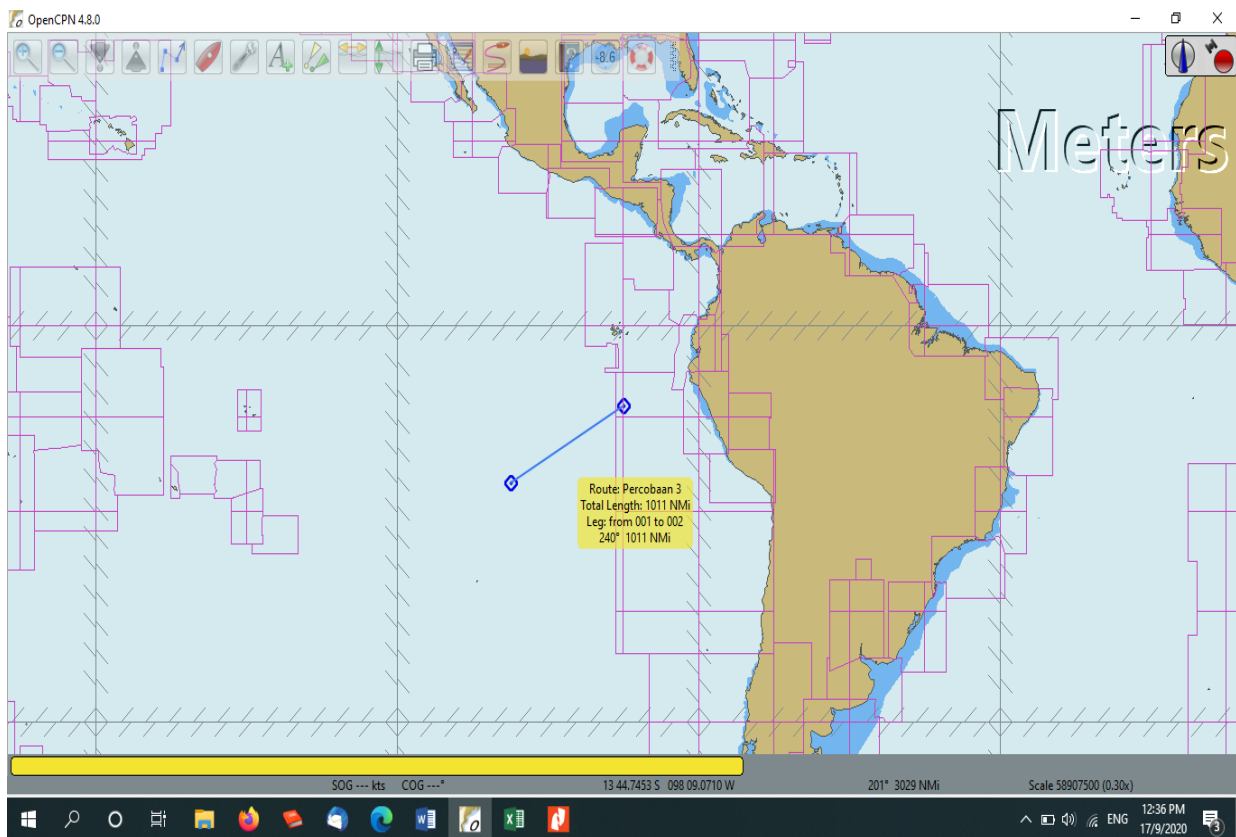 OpenCPN 4.8.0
-8.6
Meters
Route: Percobaan 3
Total Length: 1011 NMi
Leg: from 001 to 002
240° 1011 NMi
SOG --- kts COG ---°
13 44.7453 S 098 09.0710 W
201° 3029 NMi
Scale 58907500 (0.30x)
ENG
12:36 PM
17/9/2020
3